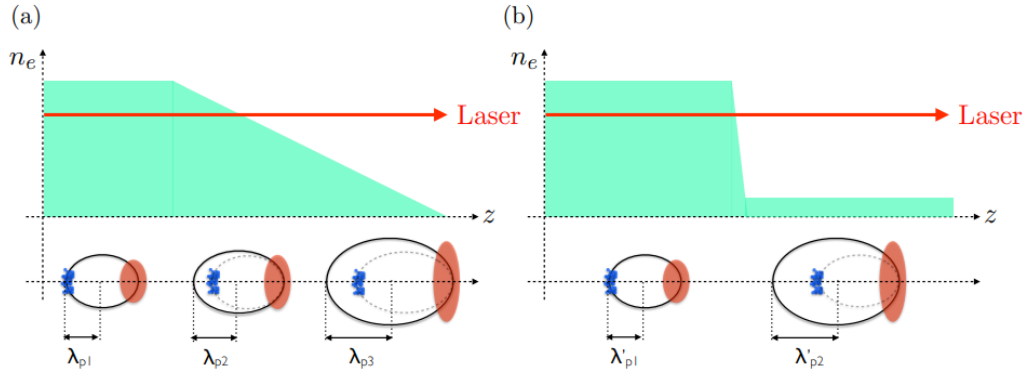 (a)
(b)
n_e
n_e
Laser
Laser
z
z
λ_p1
λ_p2
λ_p3
λ'_p1
λ'_p2